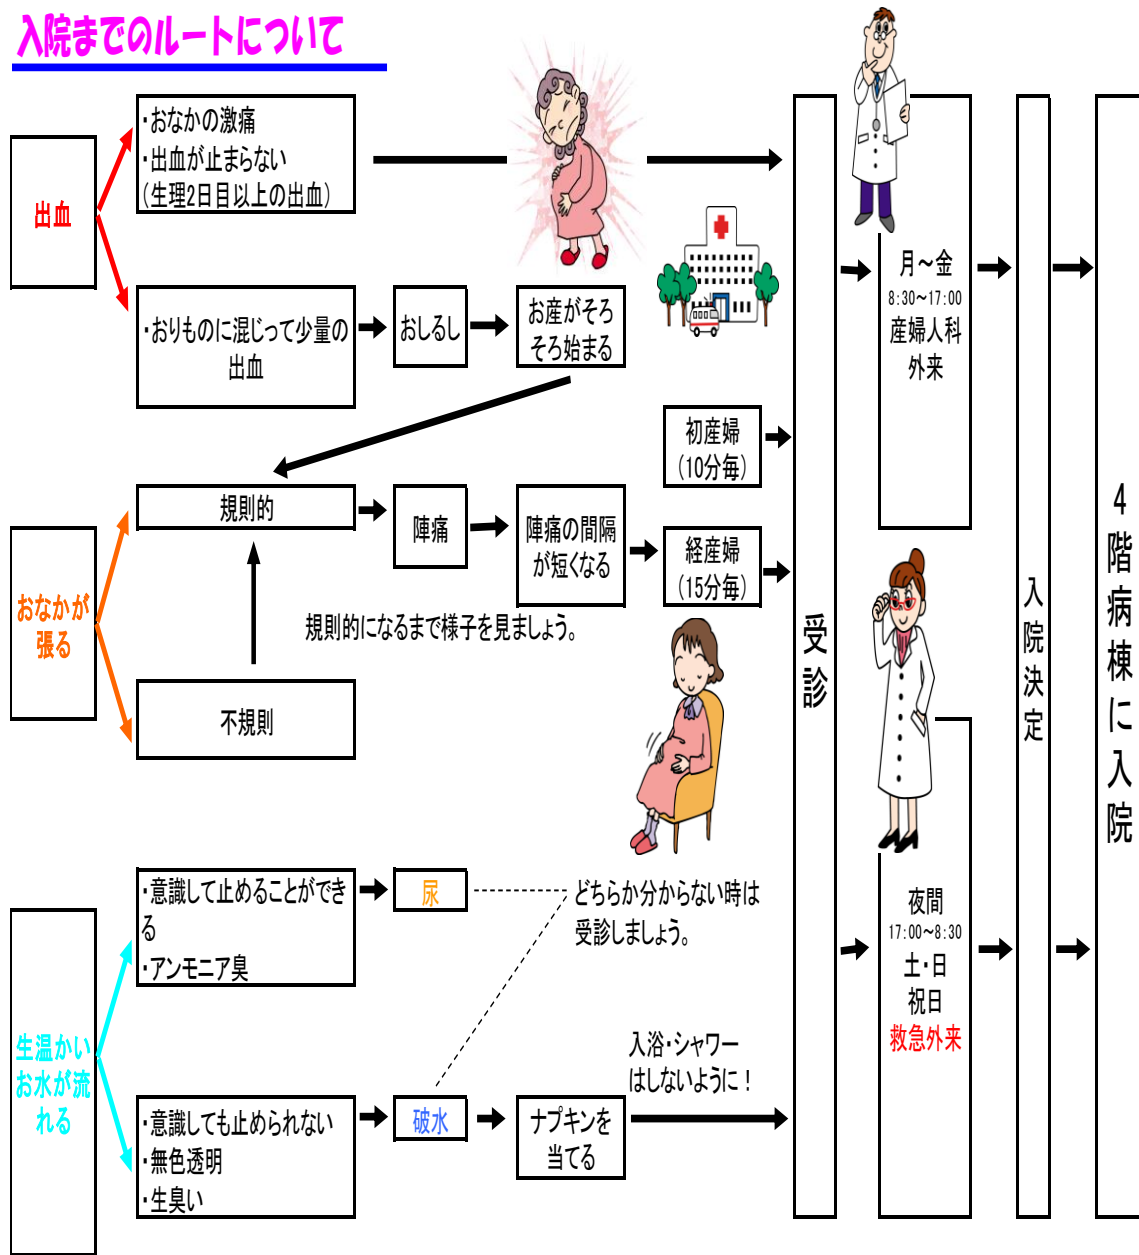 入院までのルートについて
出血
・おなかの激痛
・出血が止まらない
(生理2日目以上の出血)
・おりものに混じって少量の
出血
おしるし
お産がそろ
そろ始まる
おなかが
張る
規則的
陣痛
陣痛の間隔
が短くなる
初産婦
(10分毎)
経産婦
(15分毎)
規則的になるまで様子を見ましょう。
不規則
生温かい
お水が流
れる
・意識して止めることができ
る
・アンモニア臭
尿
どちらか分からない時は
受診しましょう。
・意識しても止められない
・無色透明
・生臭い
破水
ナプキンを
当てる
入浴・シャワー
はしないように！
受診
月～金
8:30～17:00
産婦人科
外来
夜間
17:00～8:30
土・日
祝日
救急外来
入院決定
4階病棟に入院